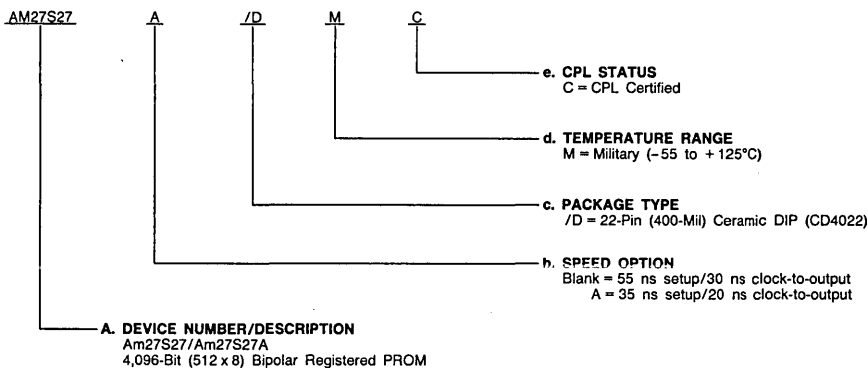 AM27S27 A /D M C
e. CPL STATUS
C = CPL Certified
d. TEMPERATURE RANGE
M = Military (-55 to +125°C)
c. PACKAGE TYPE
/D = 22-Pin (400-Mil) Ceramic DIP (CD4022)
b. SPEED OPTION
Blank = 55 ns setup/30 ns clock-to-output
A = 35 ns setup/20 ns clock-to-output
A. DEVICE NUMBER/DESCRIPTION
Am27S27/Am27S27A
4,096-Bit (512 x 8) Bipolar Registered PROM